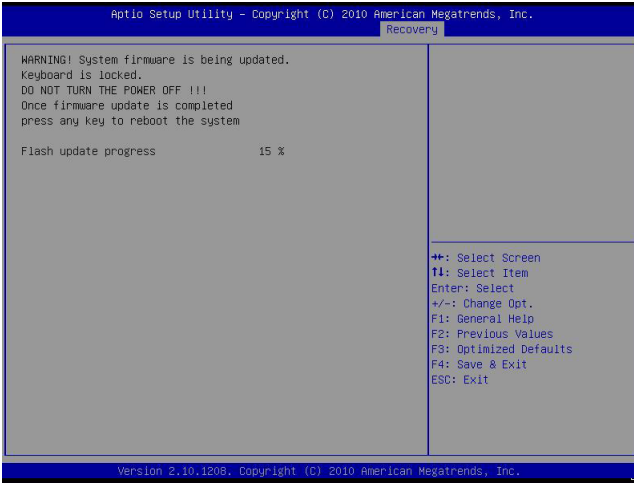 Aptio Setup Utility – Copyright (C) 2010 American Megatrends, Inc.
Recovery
WARNING! System firmware is being updated.
Keyboard is locked.
DO NOT TURN THE POWER OFF !!!
Once firmware update is completed
press any key to reboot the system
Flash update progress 15 %
→←: Select Screen
↑↓: Select Item
Enter: Select
+/-: Change Opt.
F1: General Help
F2: Previous Values
F3: Optimized Defaults
F4: Save & Exit
ESC: Exit
Version 2.10.1208. Copyright (C) 2010 American Megatrends, Inc.